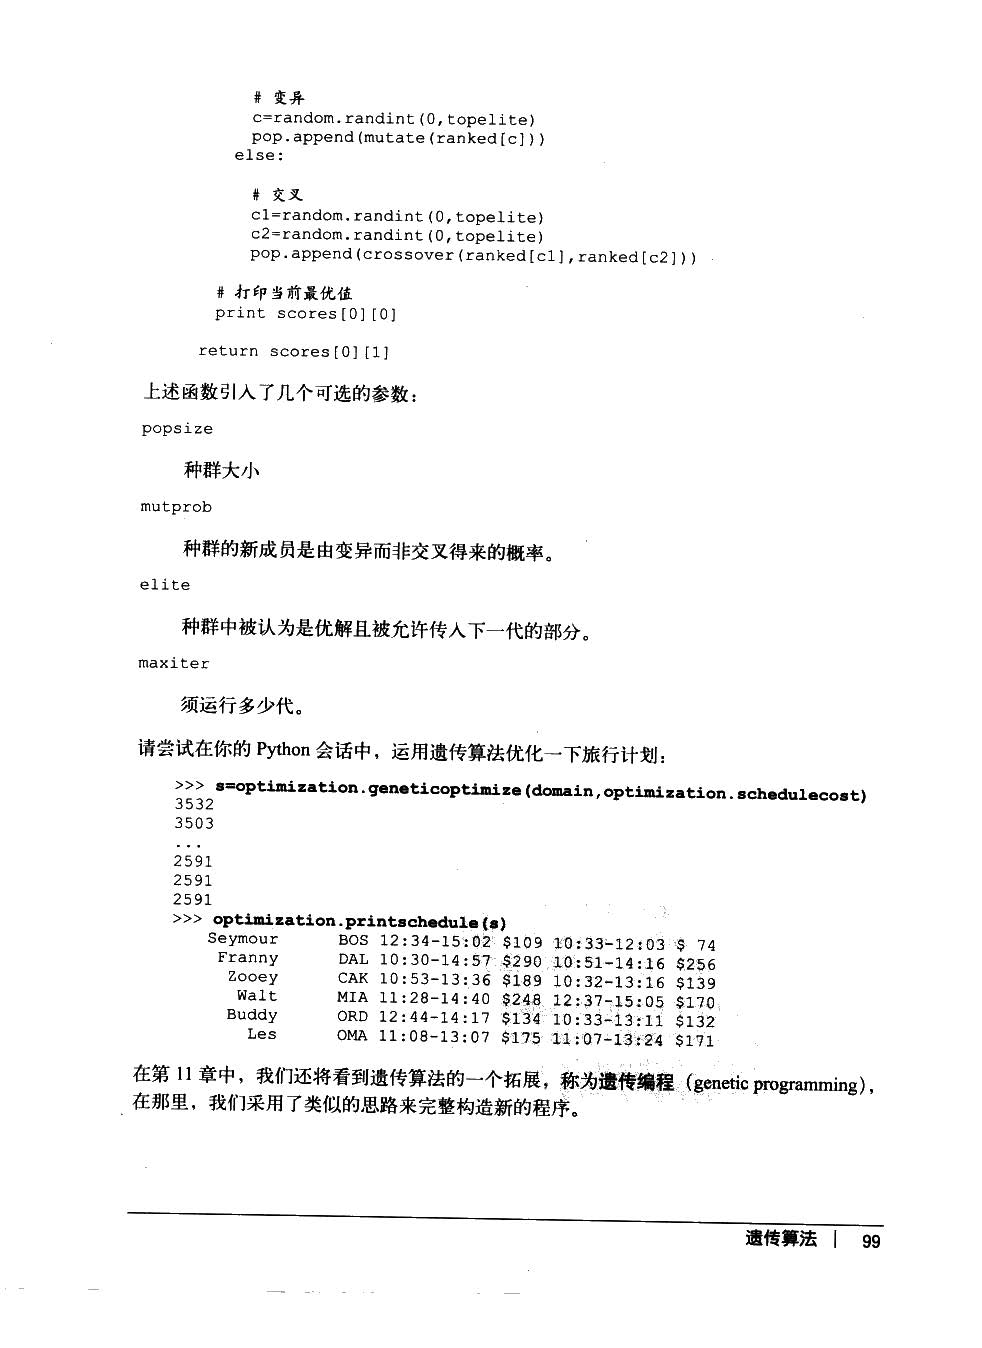 # 变异
c=random.randint(0,topelite)
pop.append(mutate(ranked[c]))
else:
# 交叉
c1=random.randint(0,topelite)
c2=random.randint(0,topelite)
pop.append(crossover(ranked[c1],ranked[c2]))
# 打印当前最优值
print scores[0][0]
return scores[0][1]
上述函数引入了几个可选的参数：
popsize
种群大小
mutprob
种群的新成员是由变异而非交叉得来的概率。
elite
种群中被认为是优解且被允许传入下一代的部分。
maxiter
须运行多少代。
请尝试在你的 Python 会话中，运用遗传算法优化一下旅行计划：
>>> s=optimization.geneticoptimize(domain,optimization.schedulecost)
3532
3503
...
2591
2591
2591
>>> optimization.printschedule(s)
Seymour BOS 12:34-15:02 $109 10:33-12:03 $ 74
Franny DAL 10:30-14:57 $290 10:51-14:16 $256
Zooey CAK 10:53-13:36 $189 10:32-13:16 $139
Walt MIA 11:28-14:40 $248 12:37-15:05 $170
Buddy ORD 12:44-14:17 $134 10:33-13:11 $132
Les OMA 11:08-13:07 $175 11:07-13:24 $171
在第 11 章中，我们还将看到遗传算法的一个拓展，称为遗传编程（genetic programming），
在那里，我们采用了类似的思路来完整构造新的程序。
遗传算法 | 99